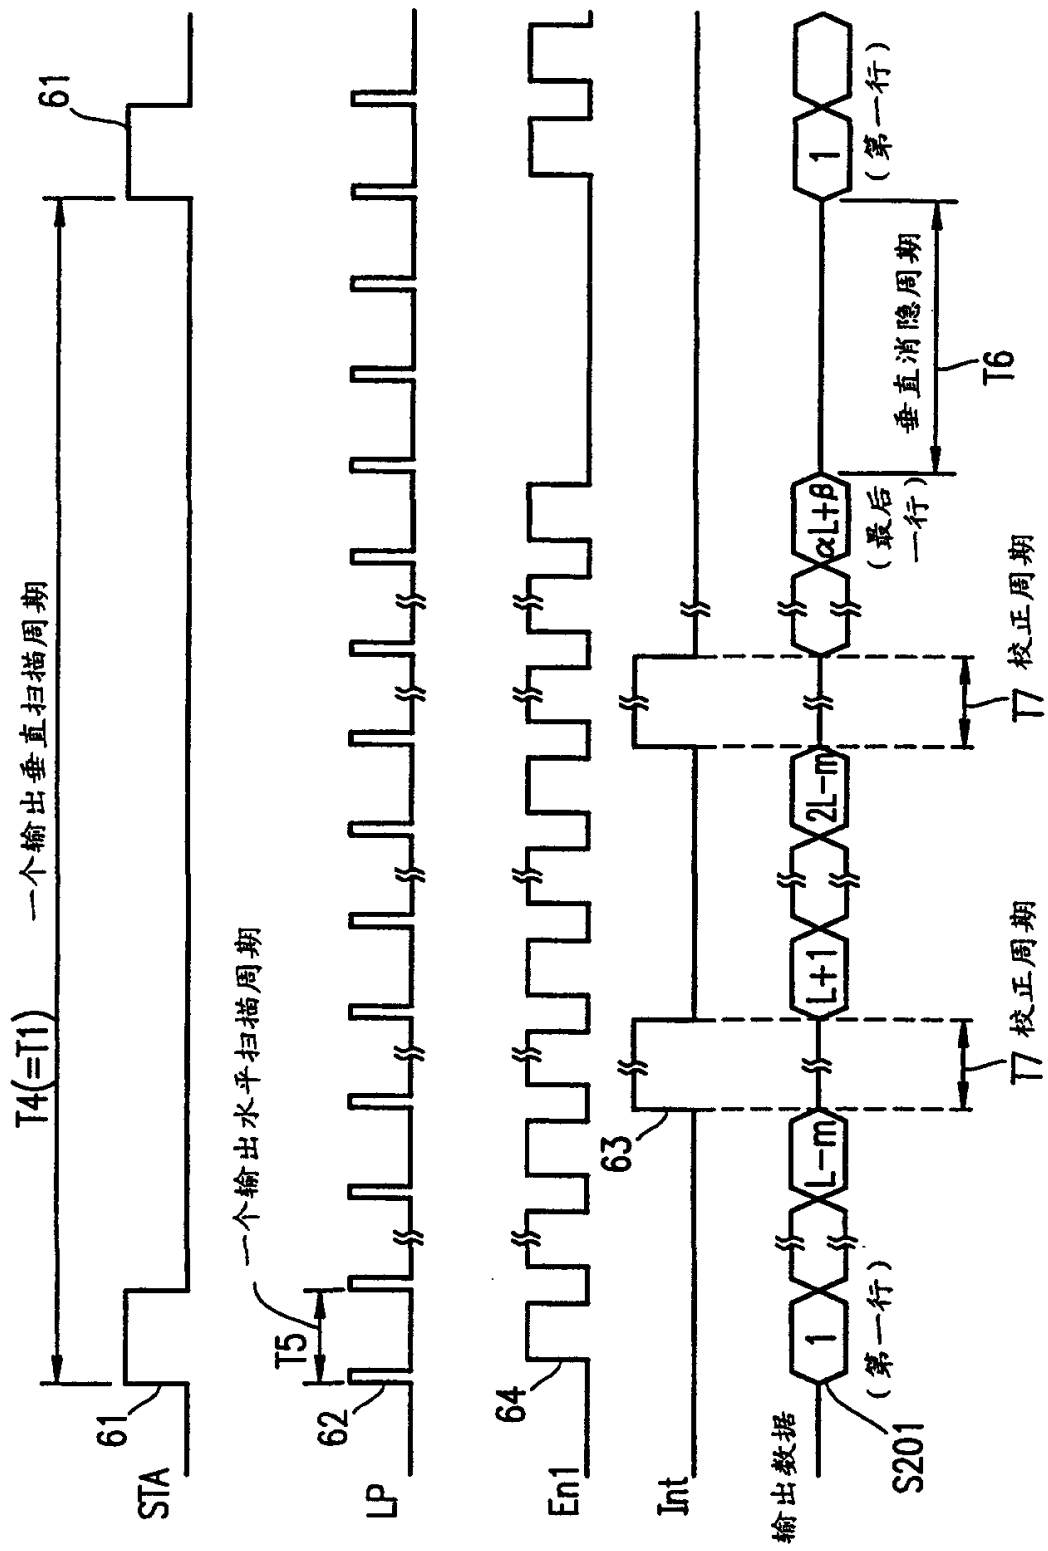 T4(=T1) 一个输出垂直扫描周期
61
61
STA
一个输出水平扫描周期
T5
62
LP
64
En1
63
Int
输出数据
1
L-m
L+1
2L-m
αL+β
1
S201
(第一行)
(最后
一行)
(第一行)
垂直消隐周期
T6
T7 校正周期
T7 校正周期